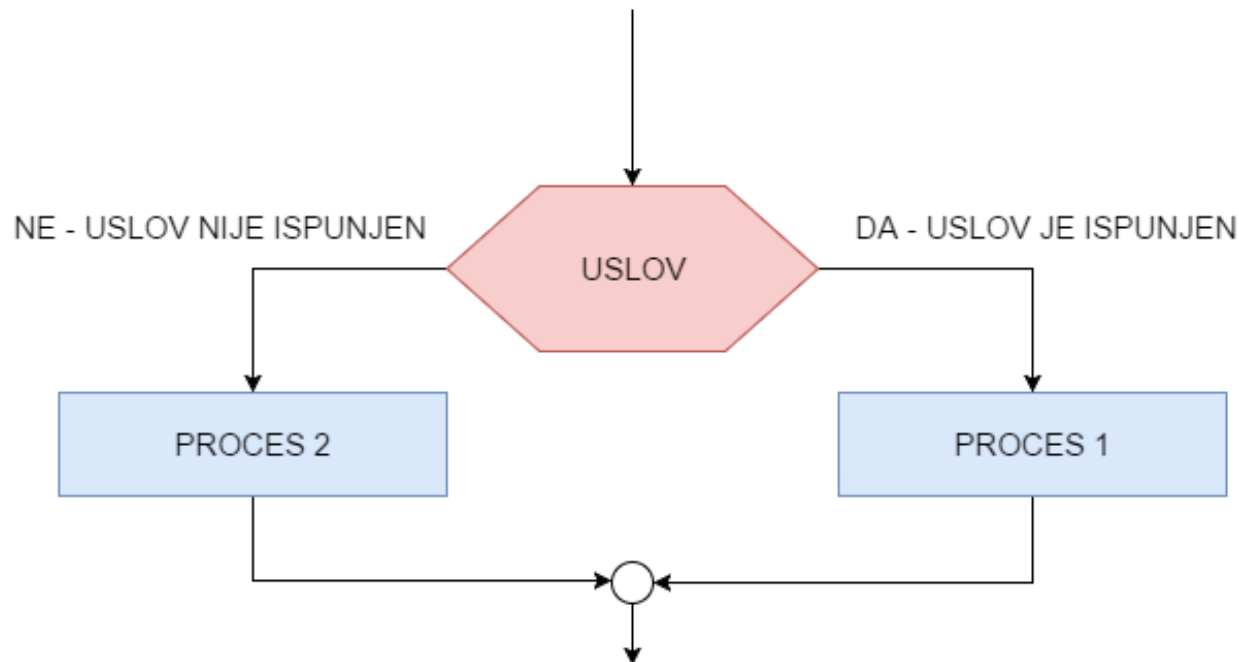 NE - USLOV NIJE ISPUNJEN
DA - USLOV JE ISPUNJEN
USLOV
PROCES 2
PROCES 1